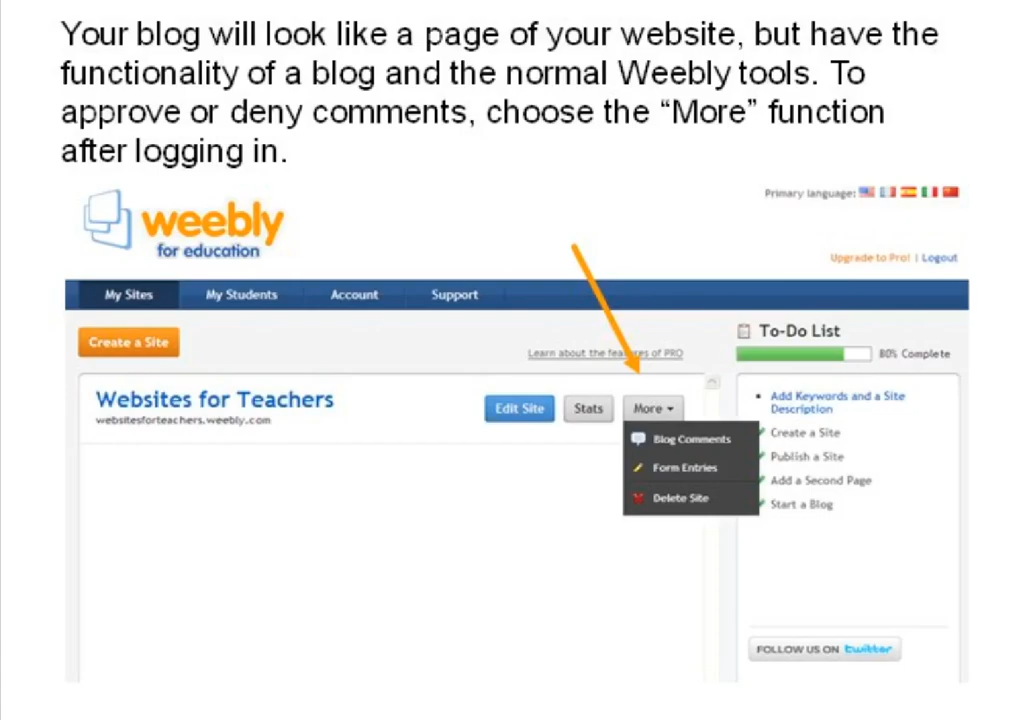 Your blog will look like a page of your website, but have the
functionality of a blog and the normal Weebly tools. To
approve or deny comments, choose the “More” function
after logging in.
Primary language:
weebly
for education
Upgrade to Pro! | Logout
My Sites My Students Account Support
Create a Site
Learn about the features of PRO
To-Do List
80% Complete
Websites for Teachers
websitesforteachers.weebly.com
Edit Site Stats More
Blog Comments
Form Entries
Delete Site
Add Keywords and a Site
Description
Create a Site
Publish a Site
Add a Second Page
Start a Blog
FOLLOW US ON twitter